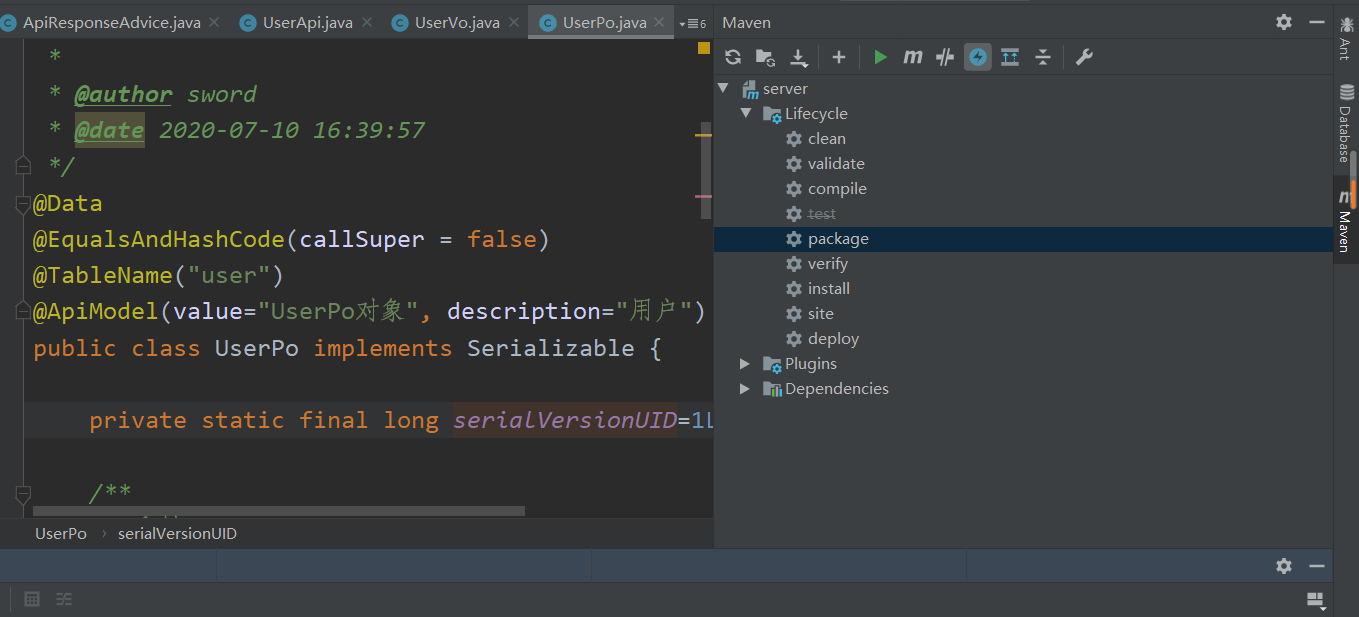 ApiResponseAdvice.java UserApi.java UserVo.java UserPo.java 6
*
* @author sword
* @date 2020-07-10 16:39:57
*/
@Data
@EqualsAndHashCode(callSuper = false)
@TableName("user")
@ApiModel(value="UserPo对象", description="用户")
public class UserPo implements Serializable {
private static final long serialVersionUID=1L
/**
UserPo › serialVersionUID
Maven
server
Lifecycle
clean
validate
compile
test
package
verify
install
site
deploy
Plugins
Dependencies
Ant
Database
Maven